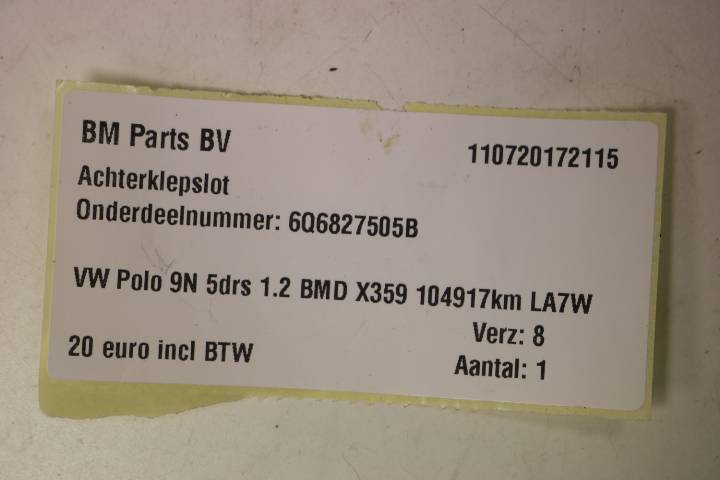 BM Parts BV
110720172115
Achterklepslot
Onderdeelnummer: 6Q6827505B
VW Polo 9N 5drs 1.2 BMD X359 104917km LA7W
Verz: 8
20 euro incl BTW
Aantal: 1